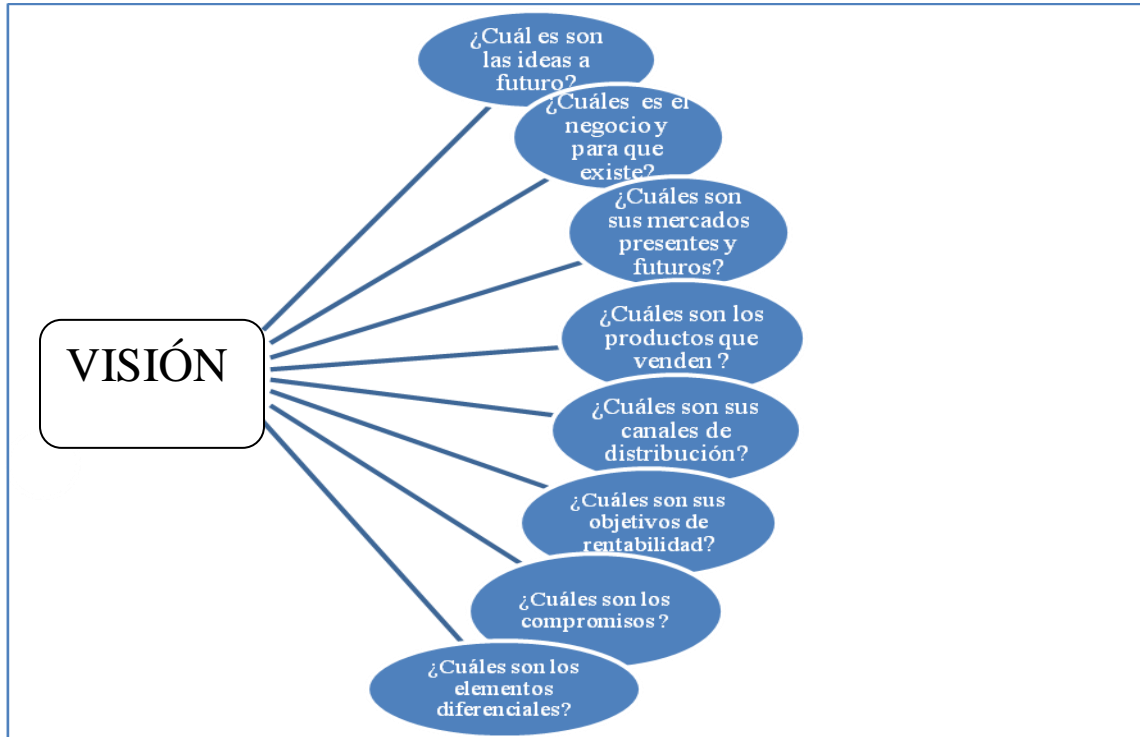 ¿Cuál es son
las ideas a
futuro?
¿Cuáles es el
negocio y
para que
existe?
¿Cuáles son
sus mercados
presentes y
futuros?
VISIÓN
¿Cuáles son los
productos que
venden ?
¿Cuáles son sus
canales de
distribución?
¿Cuáles son sus
objetivos de
rentabilidad?
¿Cuáles son los
compromisos ?
¿Cuáles son los
elementos
diferenciales?